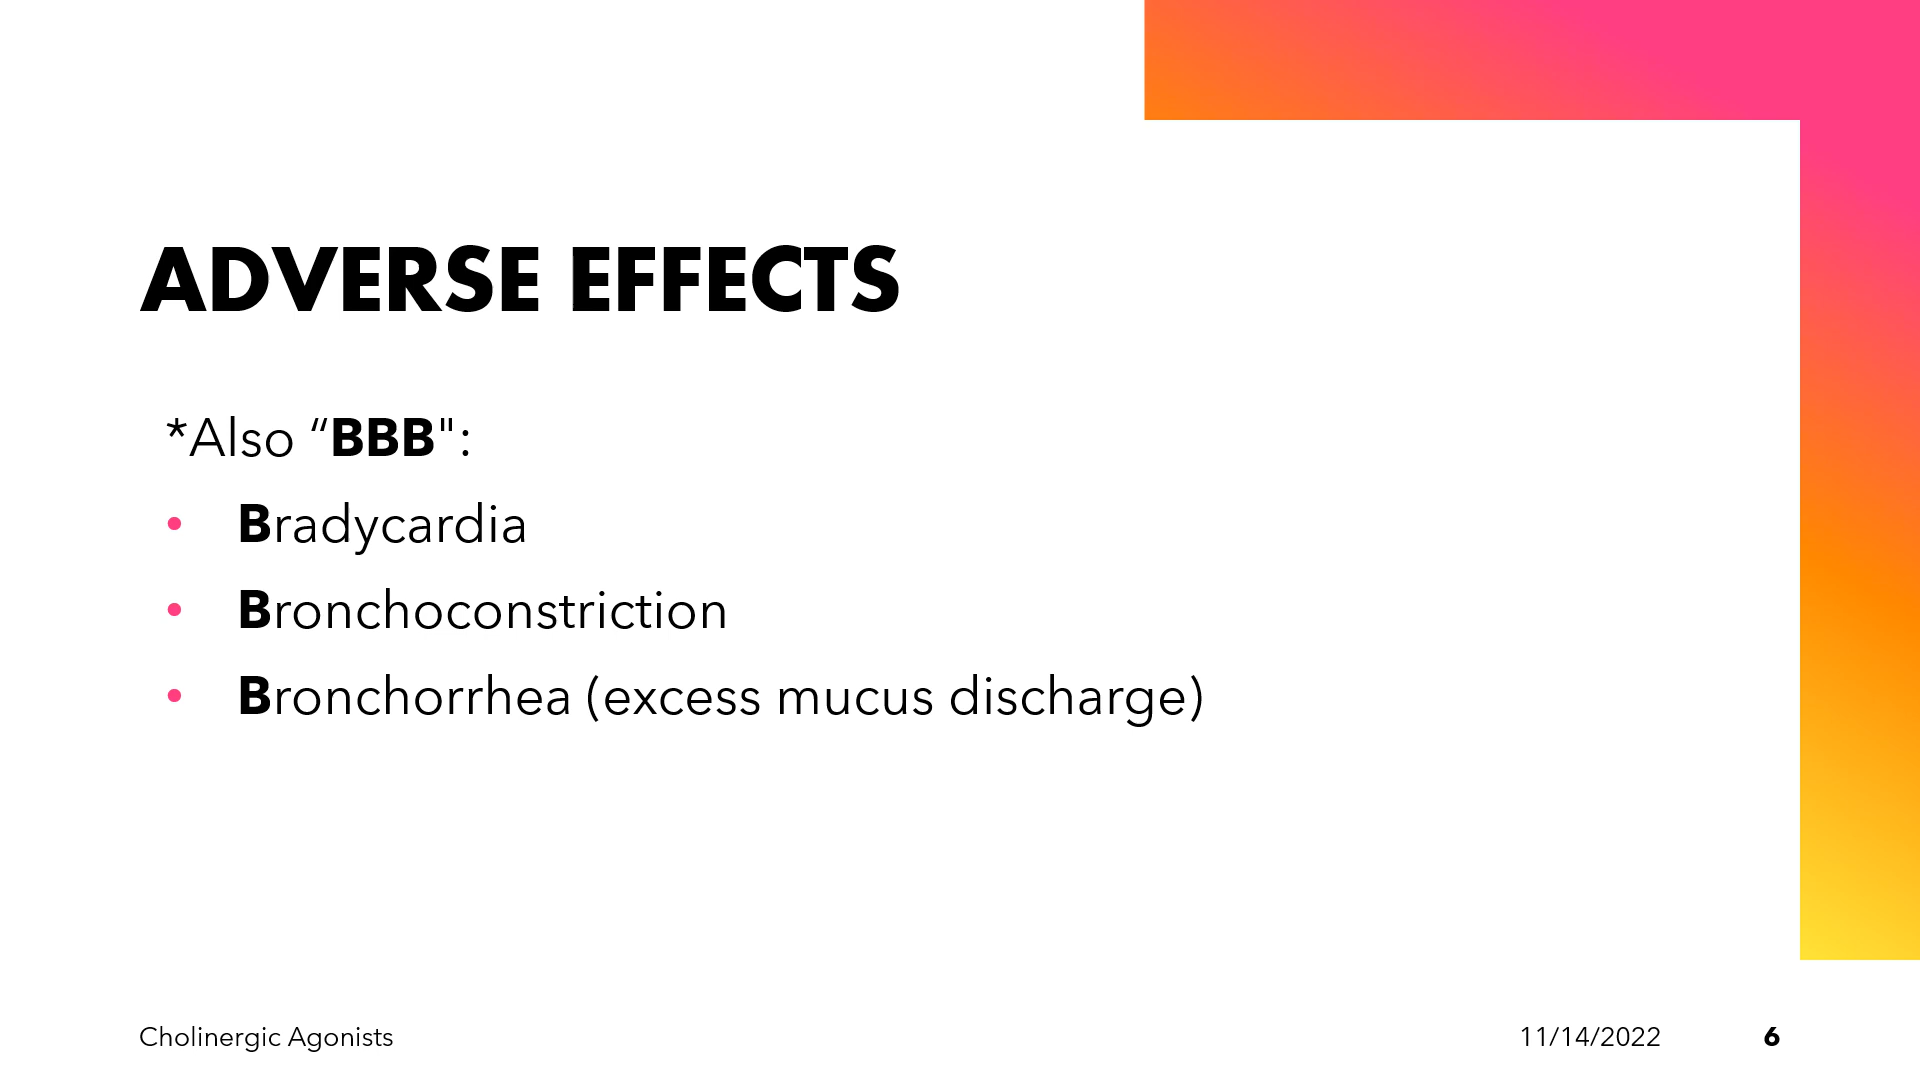 ADVERSE EFFECTS
*Also “BBB":
• Bradycardia
• Bronchoconstriction
• Bronchorrhea (excess mucus discharge)
Cholinergic Agonists
11/14/2022
6